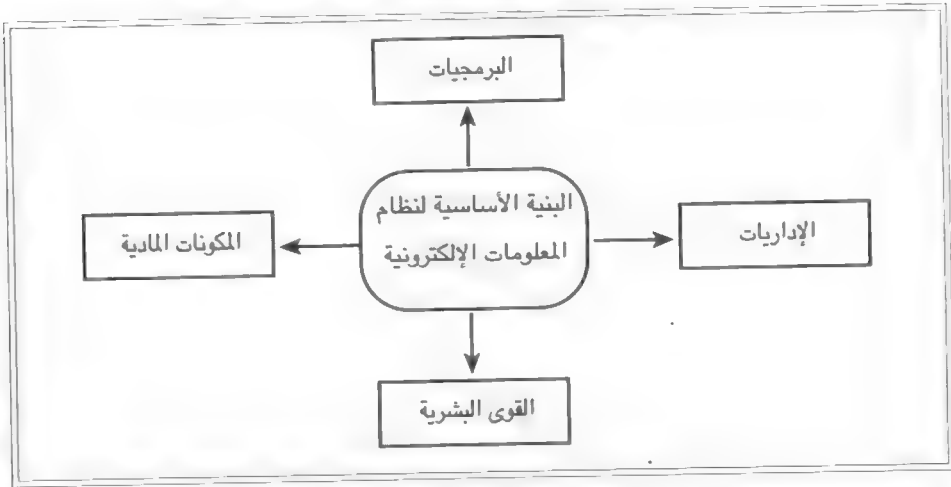 البرمجيات
البنية الأساسية لنظام
المعلومات الإلكترونية
الإداريات
المكونات المادية
القوى البشرية